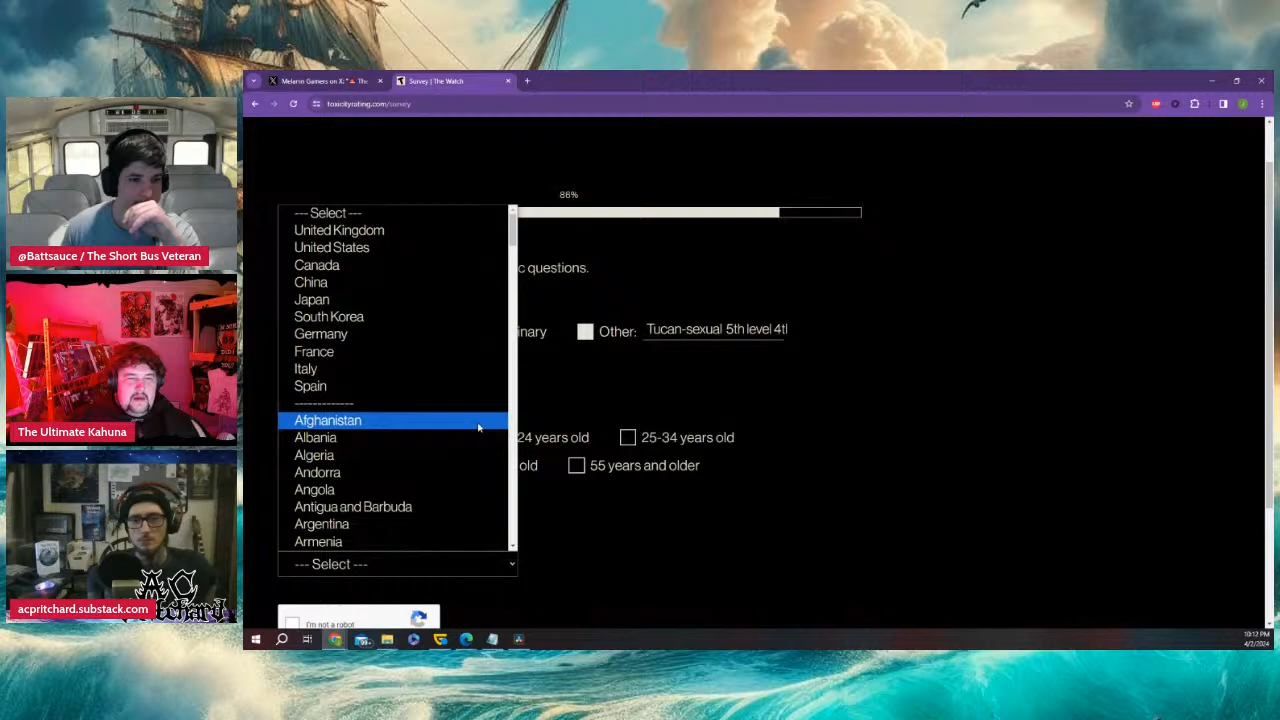 Melanin Gamers on X: "🚨 The
Survey | The Watch
toxicityrating.com/survey
86%
--- Select ---
United Kingdom
United States
Canada
China
Japan
South Korea
Germany
France
Italy
Spain
-------------
Afghanistan
Albania
Algeria
Andorra
Angola
Antigua and Barbuda
Argentina
Armenia
c questions.
inary
Other: Tucan-sexual 5th level 4tl
24 years old
25-34 years old
old
55 years and older
--- Select ---
I'm not a robot
@Battsauce / The Short Bus Veteran
The Ultimate Kahuna
acpritchard.substack.com
10:12 PM
4/2/2024